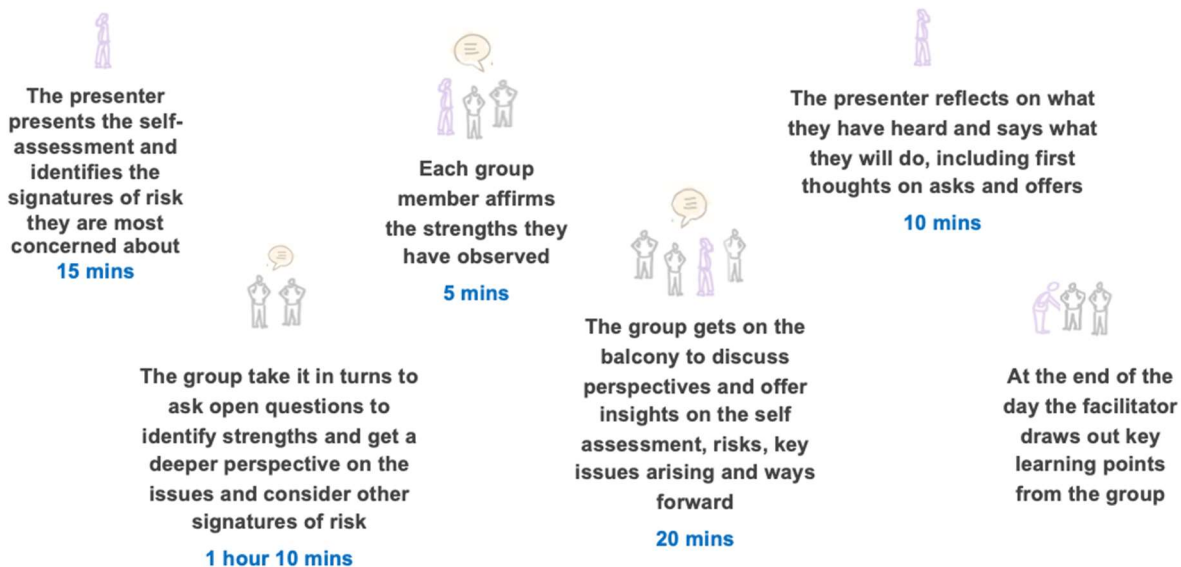 The presenter
presents the self-
assessment and
identifies the
signatures of risk
they are most
concerned about
15 mins
The group take it in turns to
ask open questions to
identify strengths and get a
deeper perspective on the
issues and consider other
signatures of risk
1 hour 10 mins
Each group
member affirms
the strengths they
have observed
5 mins
The group gets on the
balcony to discuss
perspectives and offer
insights on the self
assessment, risks, key
issues arising and ways
forward
20 mins
The presenter reflects on what
they have heard and says what
they will do, including first
thoughts on asks and offers
10 mins
At the end of the
day the facilitator
draws out key
learning points
from the group